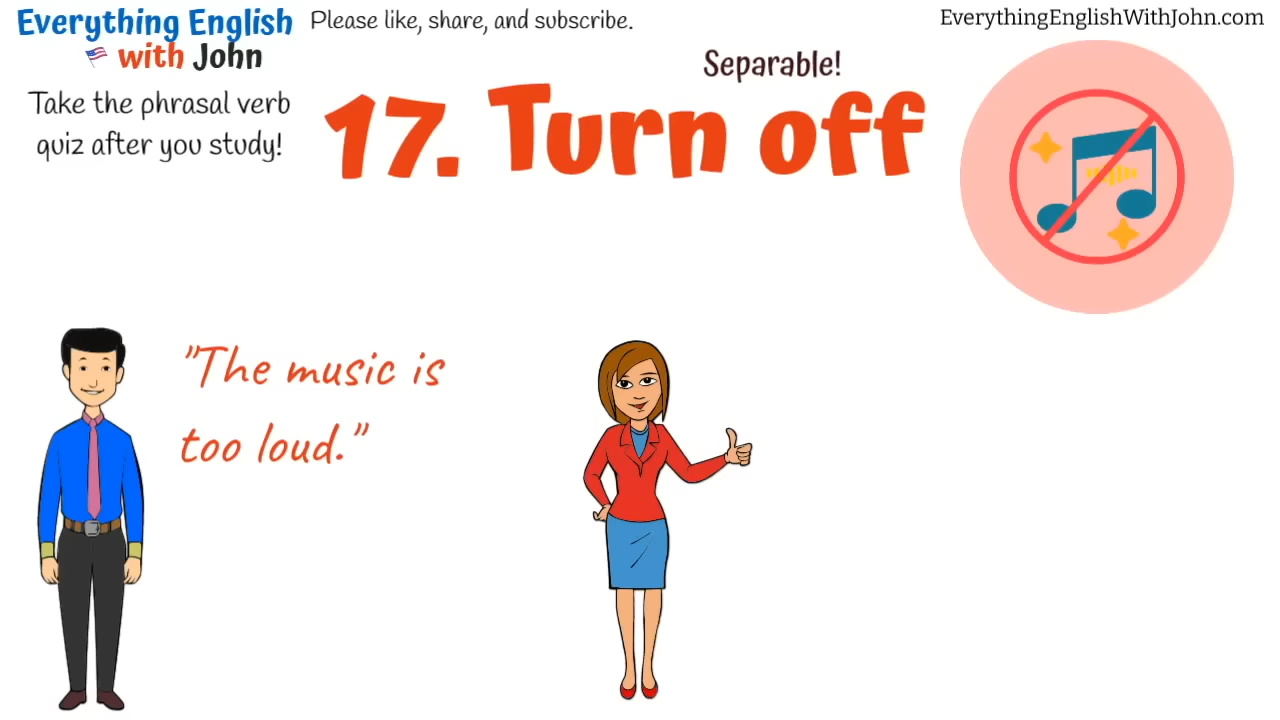 Everything English
with John
Please like, share, and subscribe.
EverythingEnglishWithJohn.com
Take the phrasal verb
quiz after you study!
Separable!
17. Turn off
"The music is
too loud."